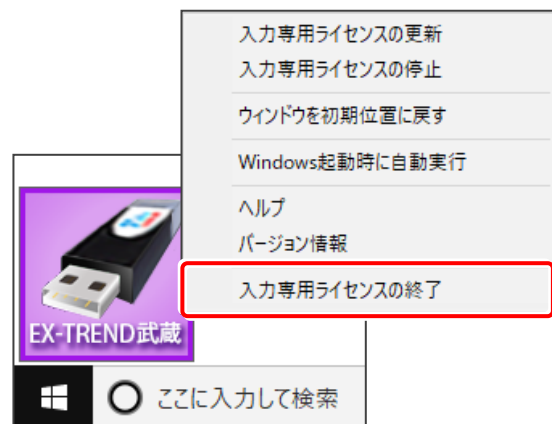 入力専用ライセンスの更新
入力専用ライセンスの停止
ウィンドウを初期位置に戻す
Windows起動時に自動実行
ヘルプ
バージョン情報
入力専用ライセンスの終了
EX-TREND武蔵
ここに入力して検索